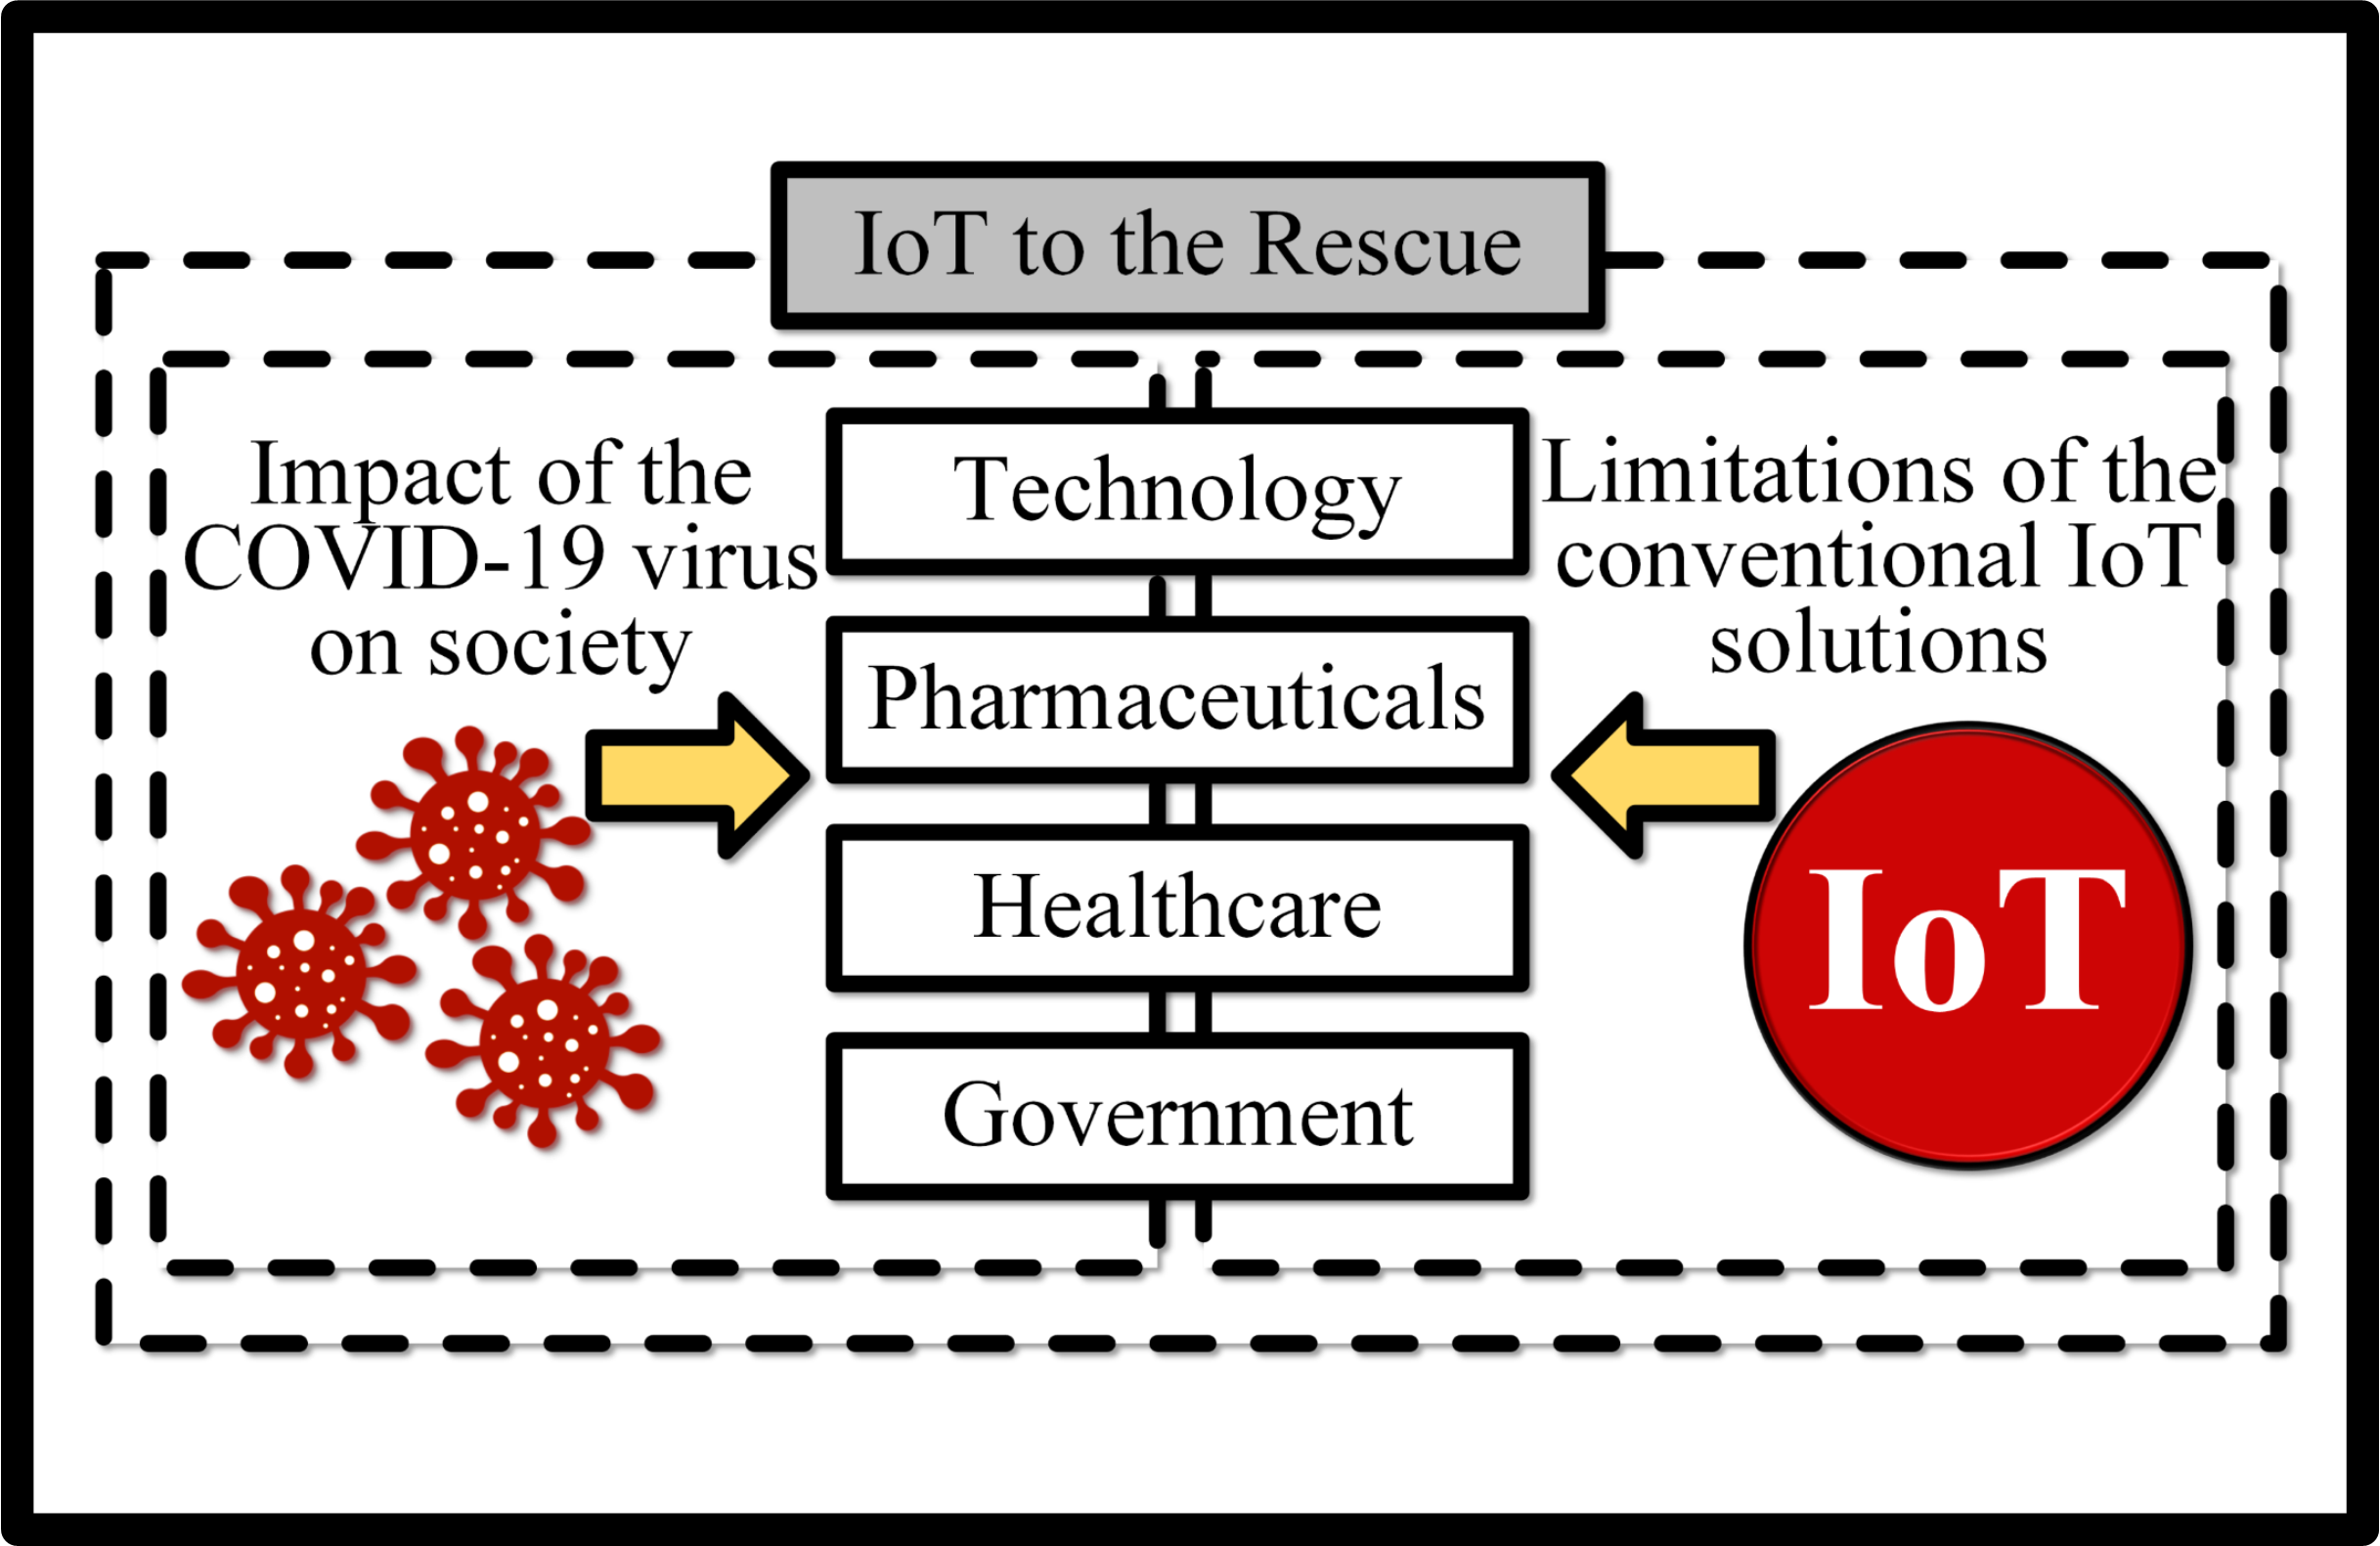 IoT to the Rescue
Impact of the
COVID-19 virus
on society
Technology
Pharmaceuticals
Healthcare
Government
Limitations of the
conventional IoT
solutions
IoT